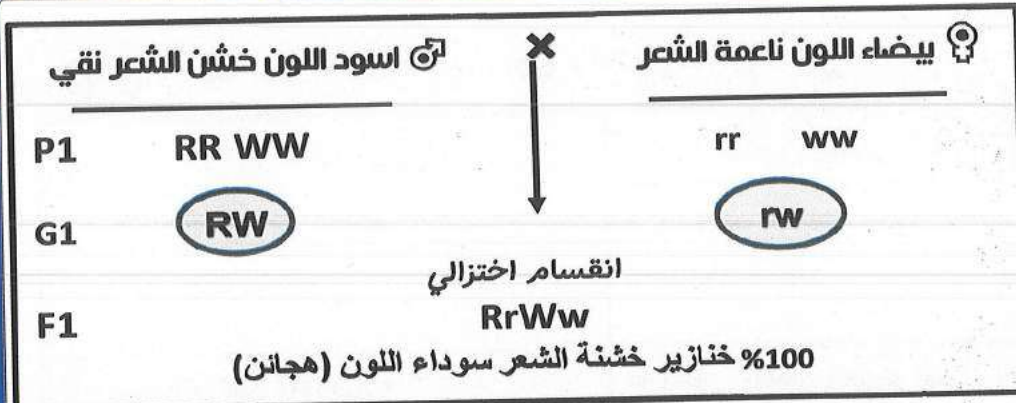 ♀ بيضاء اللون ناعمة الشعر × ♂ اسود اللون خشن الشعر نقي
P1 RR WW rr ww
G1 RW rw
انقسام اختزالي
F1 RrWw
%100 خنازير خشنة الشعر سوداء اللون (هجائن)